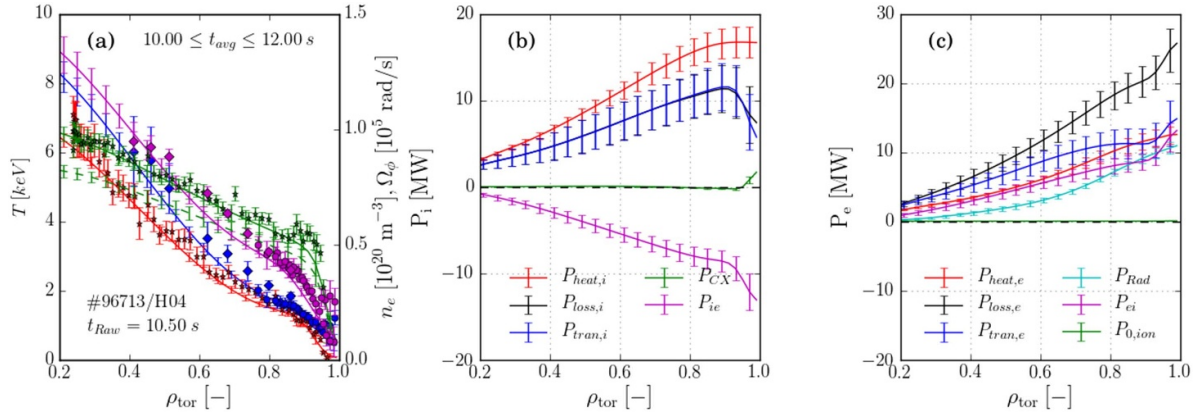 (a)
10.00 ≤ t_avg ≤ 12.00 s
#96713/H04
t_Raw = 10.50 s
T [keV]
10
8
6
4
2
0
0.2 0.4 0.6 0.8 1.0
ρ_tor [−]
1.5
1.0
0.5
0.0
n_e [10^20 m^−3], Ω_ϕ [10^5 rad/s]
(b)
P_i [MW]
20
10
0
−10
−20
P_heat,i P_CX
P_loss,i P_ie
P_tran,i
0.2 0.4 0.6 0.8 1.0
ρ_tor [−]
(c)
P_e [MW]
30
20
10
0
−10
−20
P_heat,e P_Rad
P_loss,e P_ei
P_tran,e P_0,ion
0.2 0.4 0.6 0.8 1.0
ρ_tor [−]